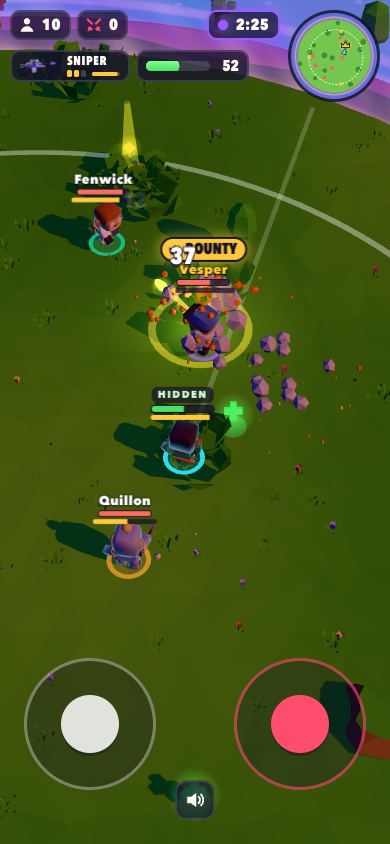 10
0
2:25
SNIPER
52
Fenwick
BOUNTY
37
Vesper
HIDDEN
Quillon